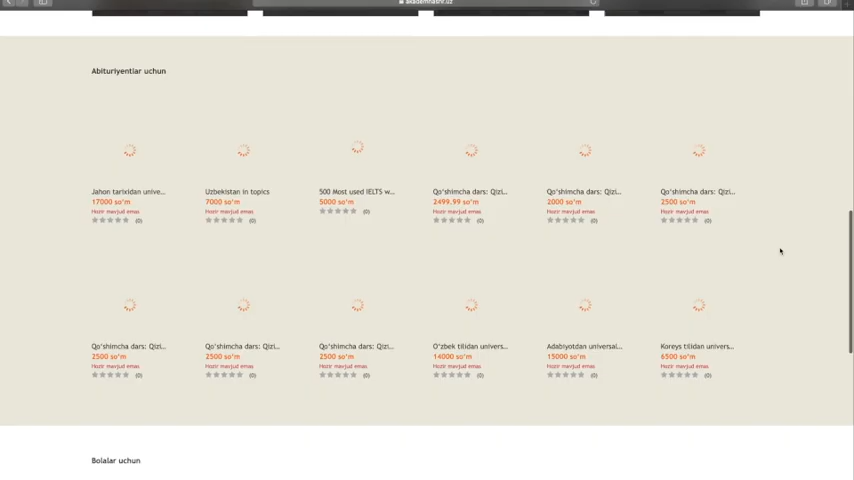 akademnashr.uz
Abituriyentlar uchun
Jahon tarixidan unive...
17000 so'm
Hozir mavjud emas
(0)
Uzbekistan in topics
7000 so'm
Hozir mavjud emas
(0)
500 Most used IELTS w...
5000 so'm
(0)
Qo'shimcha dars: Qizi...
2499.99 so'm
Hozir mavjud emas
(0)
Qo'shimcha dars: Qizi...
2000 so'm
Hozir mavjud emas
(0)
Qo'shimcha dars: Qizi...
2500 so'm
Hozir mavjud emas
(0)
Qo'shimcha dars: Qizi...
2500 so'm
Hozir mavjud emas
(0)
Qo'shimcha dars: Qizi...
2500 so'm
Hozir mavjud emas
(0)
Qo'shimcha dars: Qizi...
2500 so'm
Hozir mavjud emas
(0)
O'zbek tilidan univers...
14000 so'm
Hozir mavjud emas
(0)
Adabiyotdan universal...
15000 so'm
Hozir mavjud emas
(0)
Koreys tilidan univers...
6500 so'm
Hozir mavjud emas
(0)
Bolalar uchun